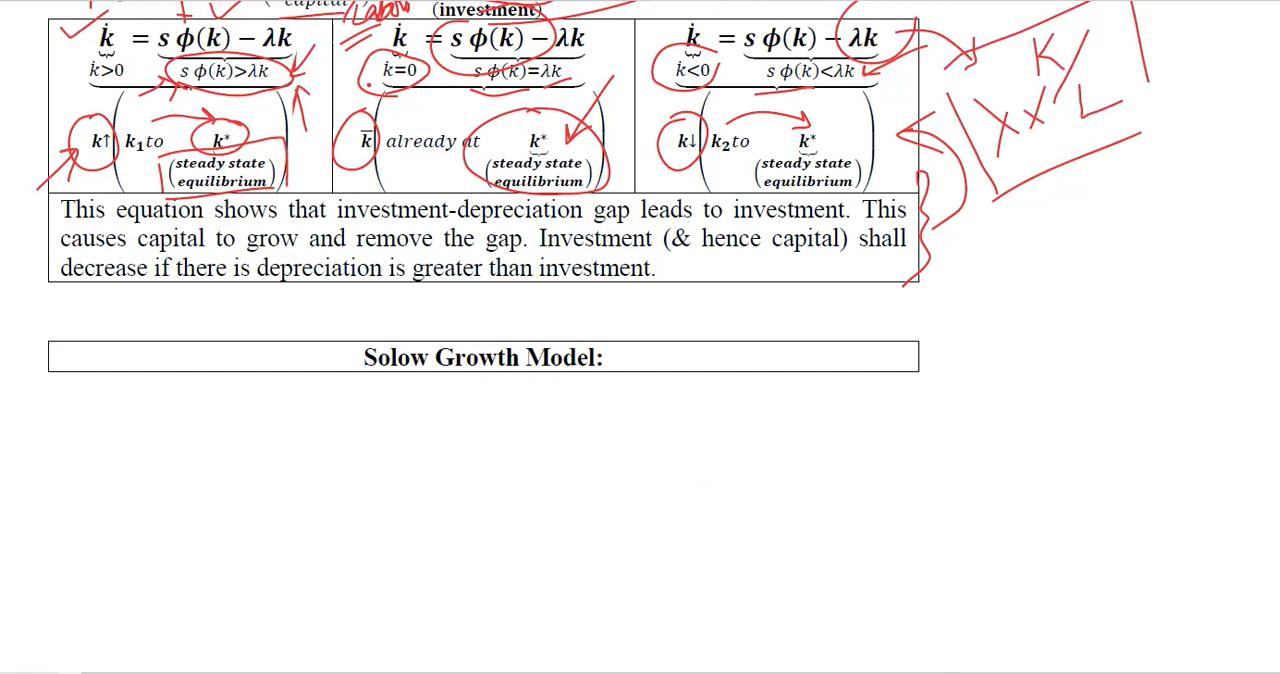 capital /Labour (investment)
k̇ = s ϕ(k) − λk k̇ = s ϕ(k) − λk k̇ = s ϕ(k) − λk
k̇>0 s ϕ(k)>λk k̇=0 s ϕ(k)=λk k̇<0 s ϕ(k)<λk
k↑ ( k₁ to k* (steady state equilibrium) ) k̅ ( already at k* (steady state equilibrium) ) k↓ ( k₂ to k* (steady state equilibrium) )
K/L
This equation shows that investment-depreciation gap leads to investment. This
causes capital to grow and remove the gap. Investment (& hence capital) shall
decrease if there is depreciation is greater than investment.
Solow Growth Model: